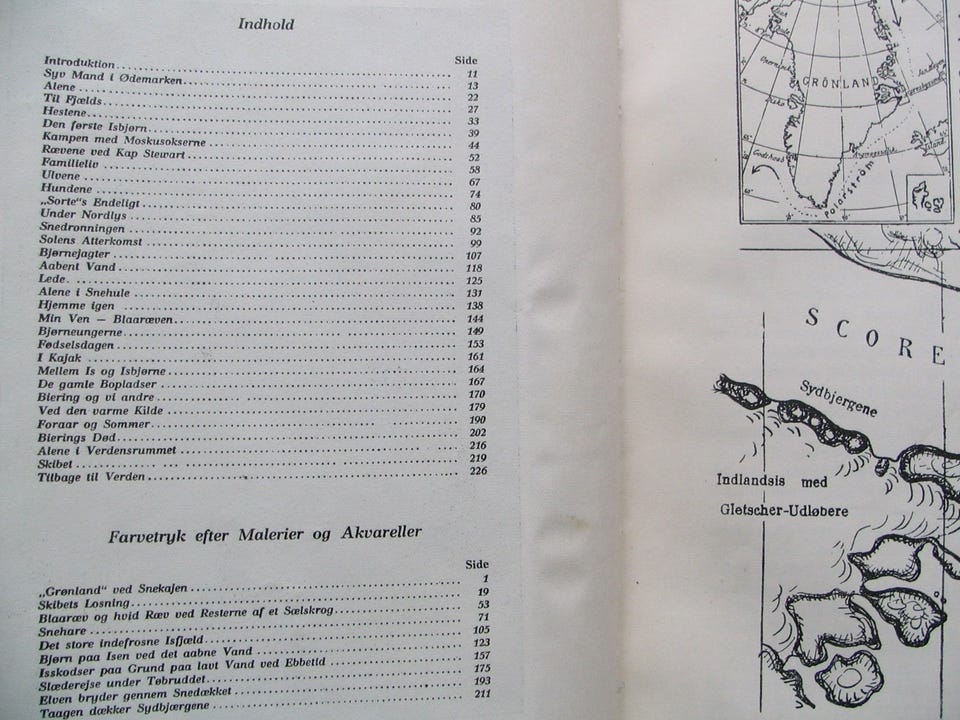 Indhold
Side
Introduktion 11
Syv Mand i Ødemarken 13
Alene 22
Til Fjælds 27
Hestene 33
Den første Isbjørn 39
Kampen med Moskusokserne 44
Rævene ved Kap Stewart 52
Familieliv 58
Ulvene 67
Hundene 74
„Sorte“s Endeligt 80
Under Nordlys 85
Snedronningen 92
Solens Atterkomst 99
Bjørnejagter 107
Aabent Vand 118
Lede 125
Alene i Snehule 131
Hjemme igen 138
Min Ven — Blaaræven 144
Bjørneungerne 149
Fødselsdagen 153
I Kajak 161
Mellem Is og Isbjørne 164
De gamle Bopladser 167
Biering og vi andre 170
Ved den varme Kilde 179
Foraar og Sommer 190
Bierings Død 202
Alene i Verdensrummet 216
Skibet 219
Tilbage til Verden 226
Farvetryk efter Malerier og Akvareller
Side
„Grønland“ ved Snekajen 1
Skibets Losning 19
Blaaræv og hvid Ræv ved Resterne af et Sælskrog 53
Snehare 71
Det store indefrosne Isfjæld 105
Bjørn paa Isen ved det aabne Vand 123
Isskodser paa Grund paa lavt Vand ved Ebbetid 157
Slæderejse under Tøbruddet 175
Elven bryder gennem Snedækket 193
Taagen dækker Sydbjærgene 211
GRÖNLAND
Godthaab
Polarström
SCORE
Sydbjergene
Indlandsis med
Gletscher-Udløbere